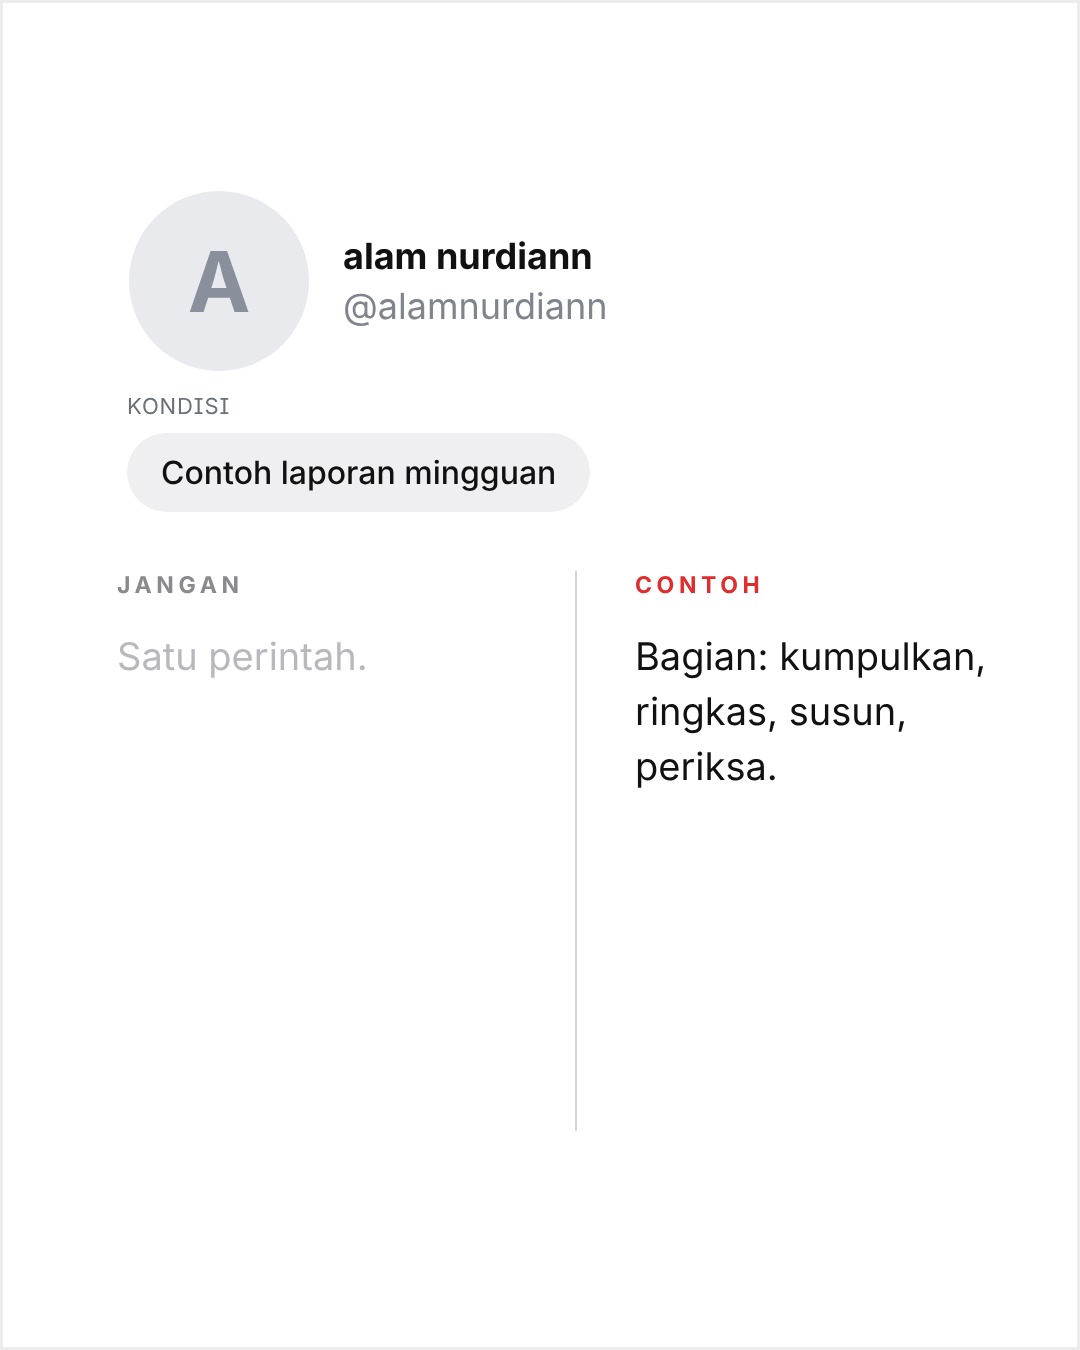 A
alam nurdiann
@alamnurdiann
KONDISI
Contoh laporan mingguan
JANGAN
Satu perintah.
CONTOH
Bagian: kumpulkan,
ringkas, susun,
periksa.